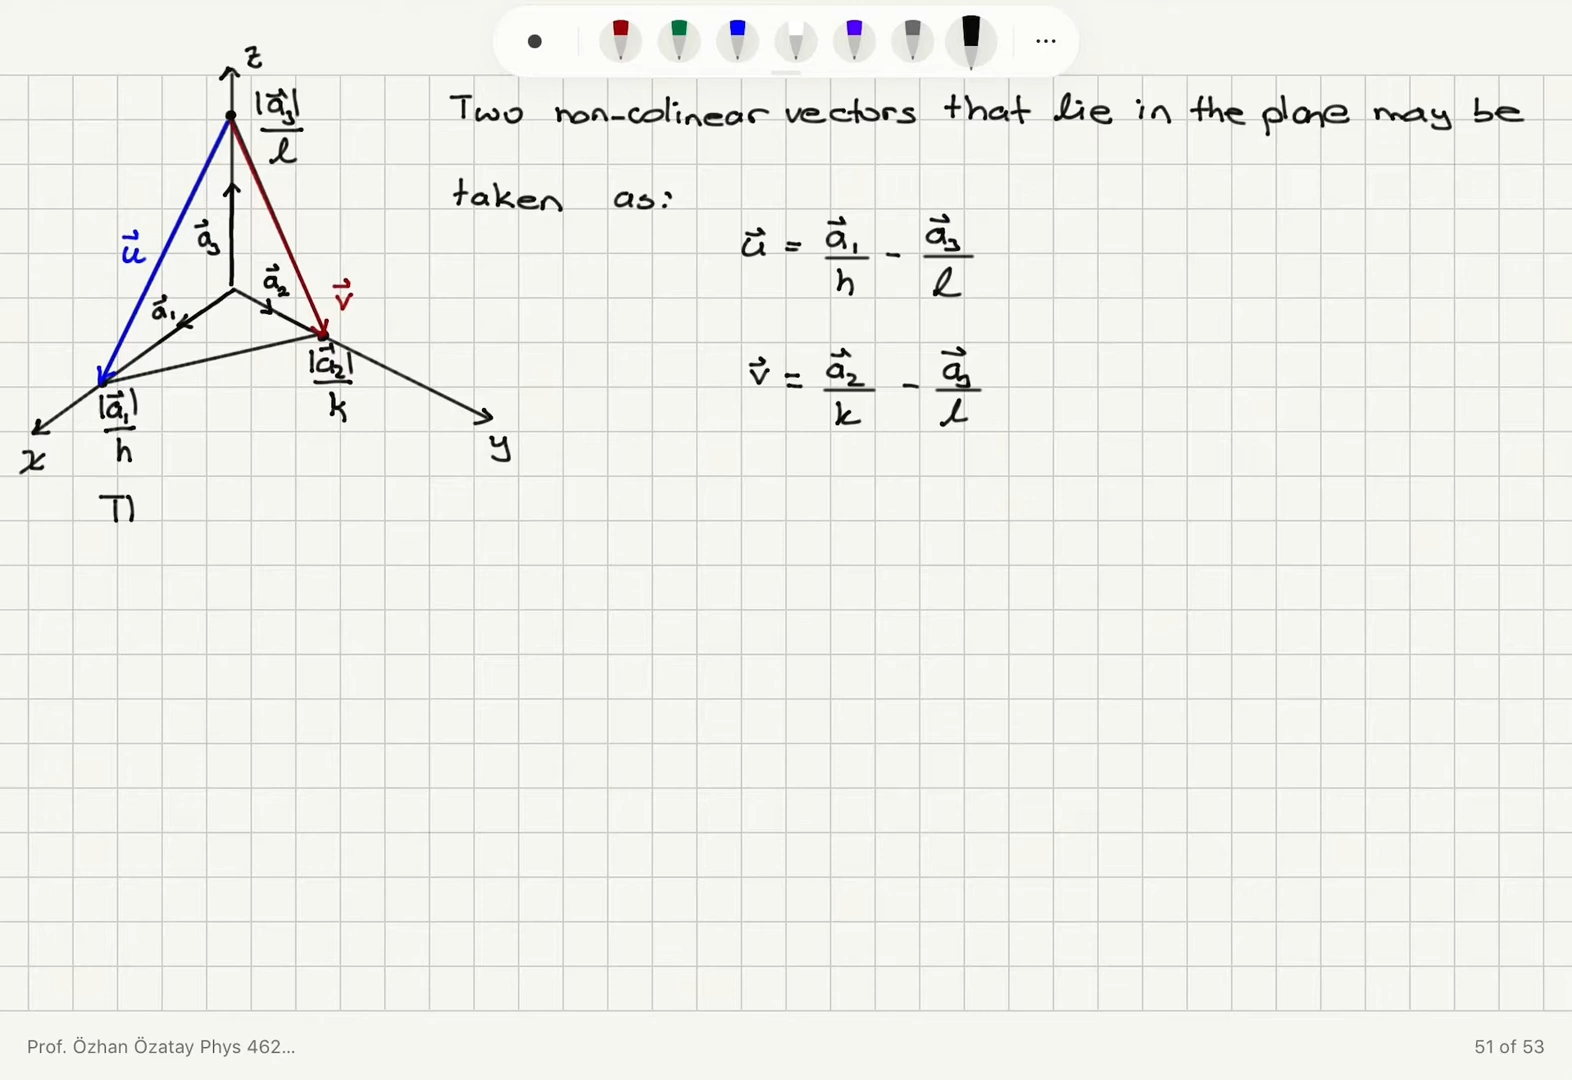 z
|a⃗₃|/l
Two non-colinear vectors that lie in the plane may be
taken as:
u⃗ = a⃗₁/h - a⃗₃/l
v⃗ = a⃗₂/k - a⃗₃/l
u⃗
a⃗₃
a⃗₂
v⃗
a⃗₁
|a⃗₂|/k
|a⃗₁|/h
x
y
Prof. Özhan Özatay Phys 462...
51 of 53